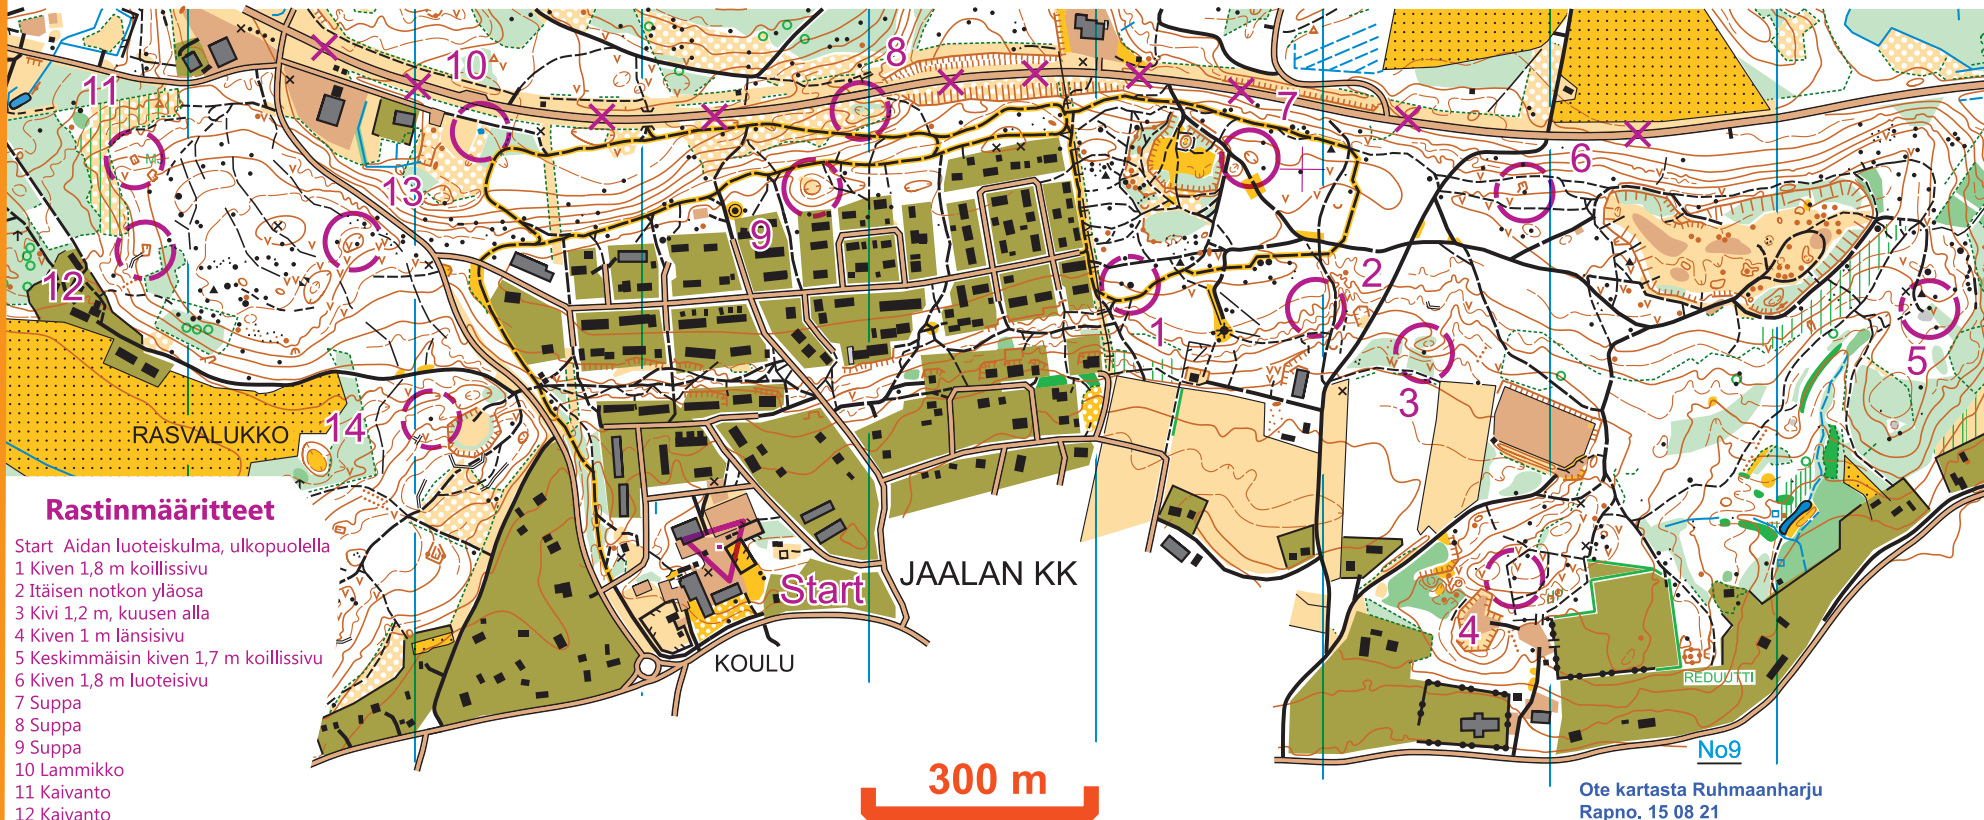 10
8
11
7
6
13
9
12
2
1
5
3
14
RASVALUKKO
4
Start
JAALAN KK
KOULU
REDUUTTI
Rastinmääritteet
Start Aidan luoteiskulma, ulkopuolella
1 Kiven 1,8 m koillissivu
2 Itäisen notkon yläosa
3 Kivi 1,2 m, kuusen alla
4 Kiven 1 m länsisivu
5 Keskimmäisin kiven 1,7 m koillissivu
6 Kiven 1,8 m luoteisivu
7 Suppa
8 Suppa
9 Suppa
10 Lammikko
11 Kaivanto
12 Kaivanto
300 m
No9
Ote kartasta Ruhmaanharju
Rapno, 15 08 21